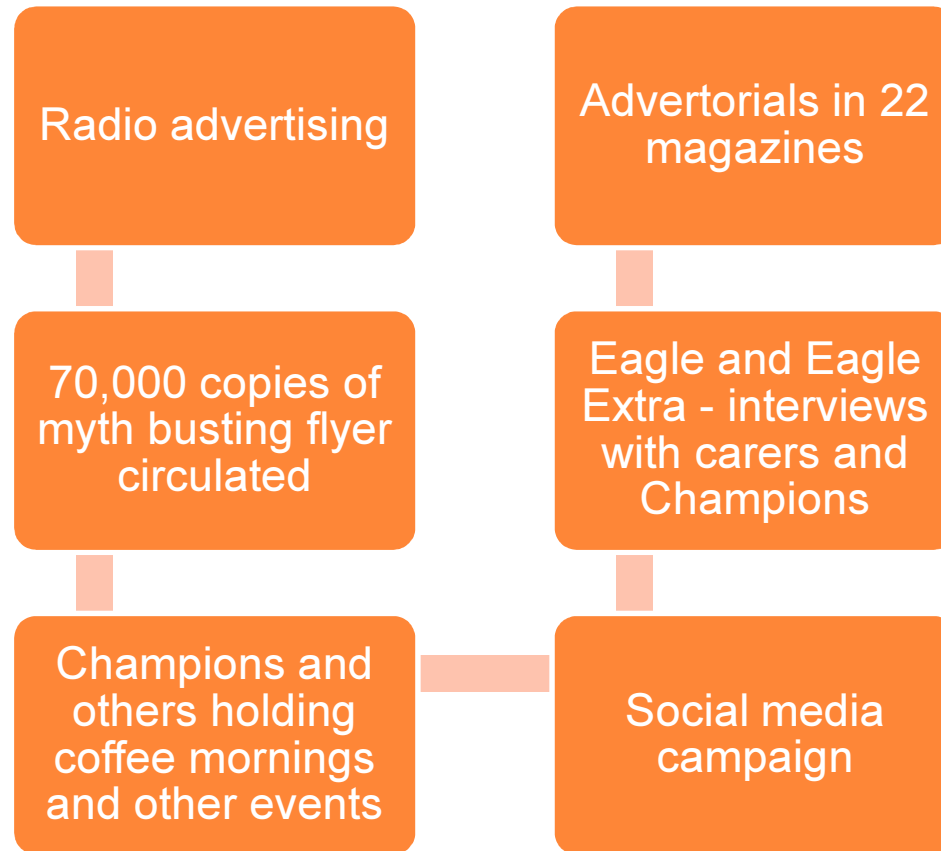 Radio advertising
70,000 copies of
myth busting flyer
circulated
Champions and
others holding
coffee mornings
and other events
Social media
campaign
Eagle and Eagle
Extra - interviews
with carers and
Champions
Advertorials in 22
magazines